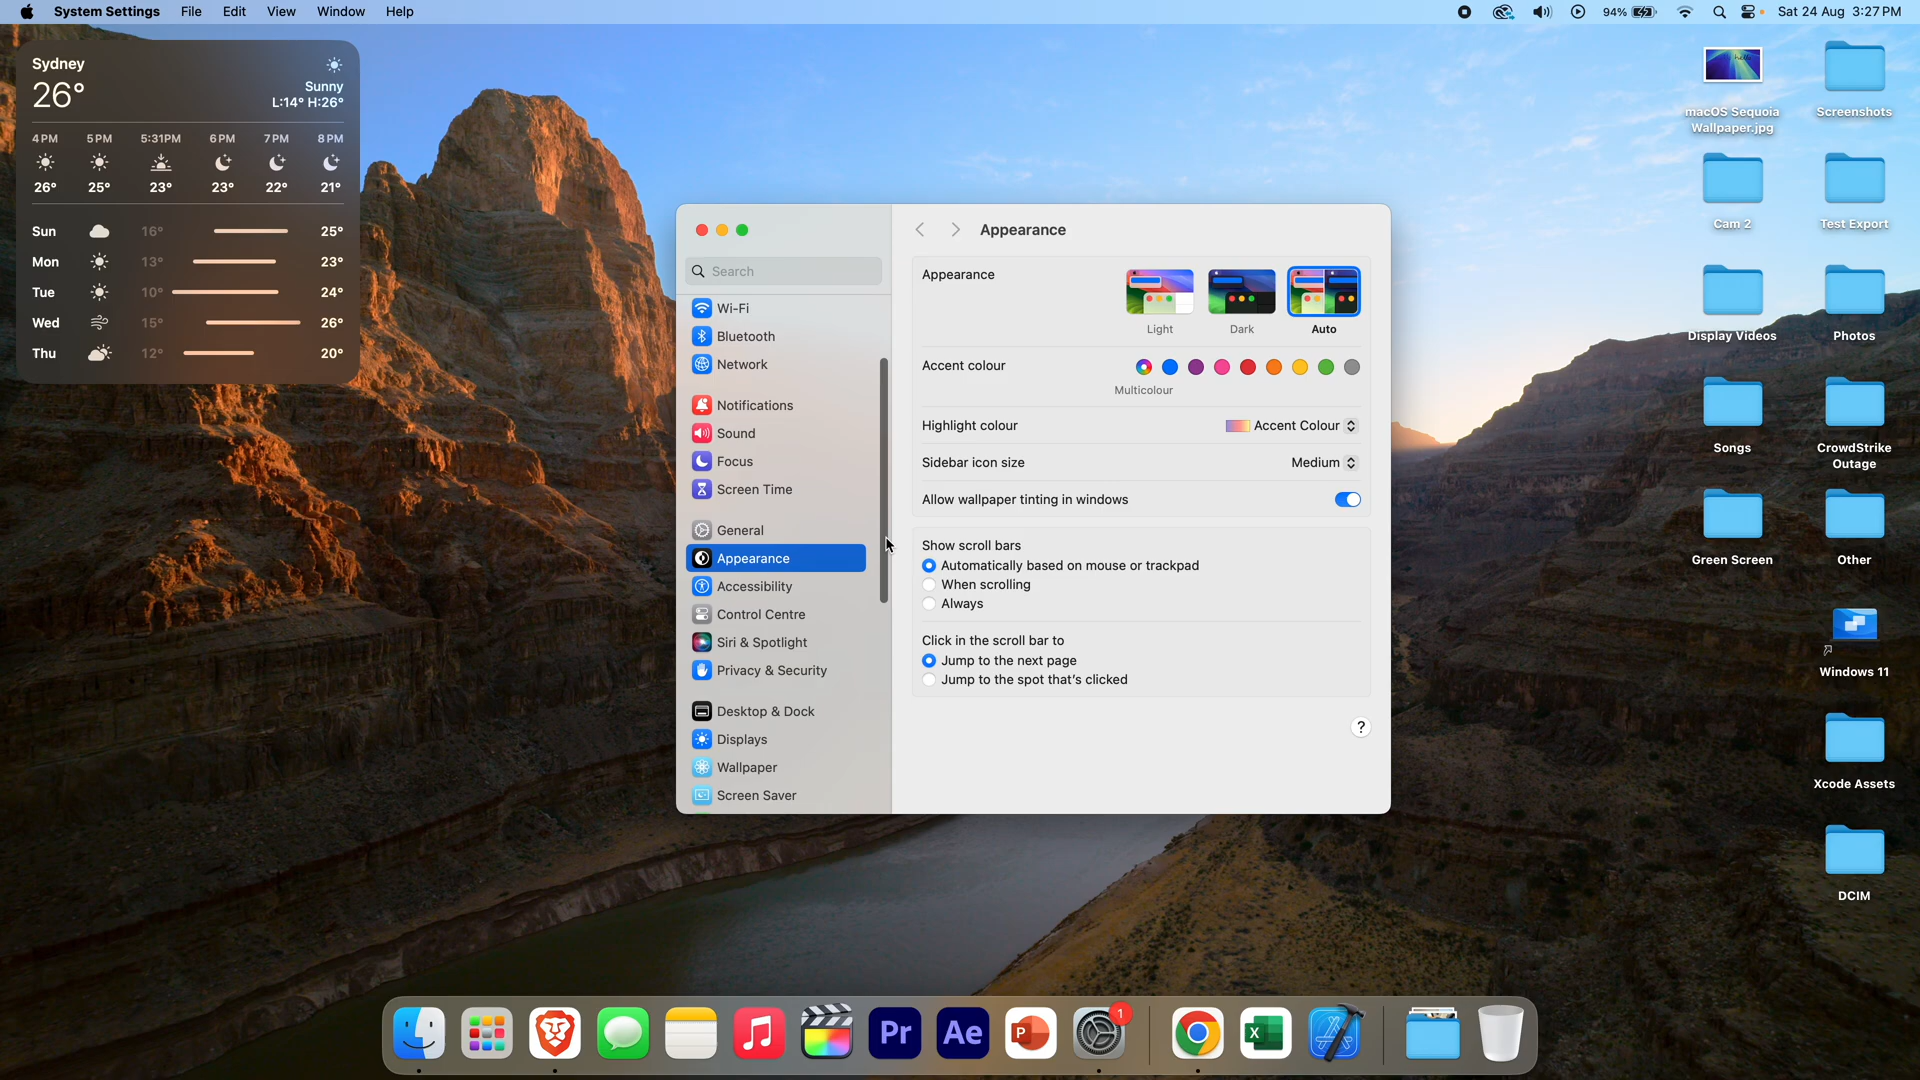 System Settings File Edit View Window Help
94% Sat 24 Aug 3:27 PM
Sydney
26°
Sunny
L:14° H:26°
4PM 5PM 5:31PM 6PM 7PM 8PM
26° 25° 23° 23° 22° 21°
Sun 16° 25°
Mon 13° 23°
Tue 10° 24°
Wed 15° 26°
Thu 12° 20°
Search
Wi-Fi
Bluetooth
Network
Notifications
Sound
Focus
Screen Time
General
Appearance
Accessibility
Control Centre
Siri & Spotlight
Privacy & Security
Desktop & Dock
Displays
Wallpaper
Screen Saver
Appearance
Appearance
Light Dark Auto
Accent colour
Multicolour
Highlight colour Accent Colour
Sidebar icon size Medium
Allow wallpaper tinting in windows
Show scroll bars
Automatically based on mouse or trackpad
When scrolling
Always
Click in the scroll bar to
Jump to the next page
Jump to the spot that's clicked
?
hello
macOS Sequoia
Wallpaper.jpg
Screenshots
Cam 2
Test Export
Display Videos
Photos
Songs
CrowdStrike
Outage
Green Screen
Other
Windows 11
Xcode Assets
DCIM
Pr
Ae
P
1
X